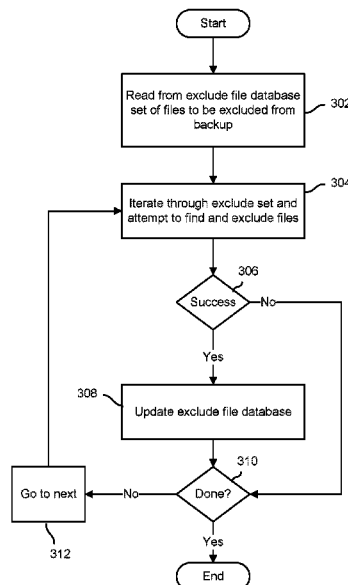 Start
Read from exclude file database
set of files to be excluded from
backup
302
Iterate through exclude set and
attempt to find and exclude files
304
306
Success
No
Yes
308
Update exclude file database
310
Done?
No
Go to next
312
Yes
End